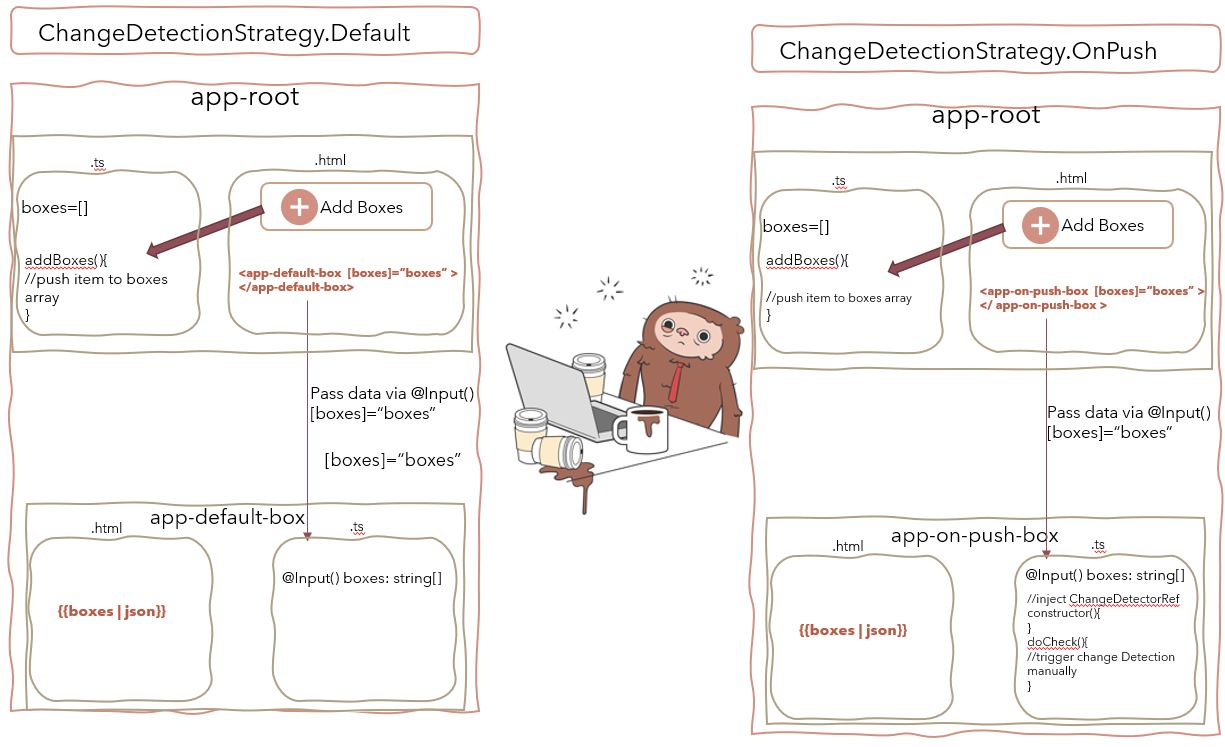 ChangeDetectionStrategy.Default
app-root
.ts
boxes=[]
addBoxes(){
//push item to boxes
array
}
.html
Add Boxes
<app-default-box [boxes]=“boxes” >
</app-default-box>
Pass data via @Input()
[boxes]=“boxes”
[boxes]=“boxes”
app-default-box
.html
{{boxes | json}}
.ts
@Input() boxes: string[]
ChangeDetectionStrategy.OnPush
app-root
.ts
boxes=[]
addBoxes(){
//push item to boxes array
}
.html
Add Boxes
<app-on-push-box [boxes]=“boxes” >
</ app-on-push-box >
Pass data via @Input()
[boxes]=“boxes”
app-on-push-box
.html
{{boxes | json}}
.ts
@Input() boxes: string[]
//inject ChangeDetectorRef
constructor(){
}
doCheck(){
//trigger change Detection
manually
}